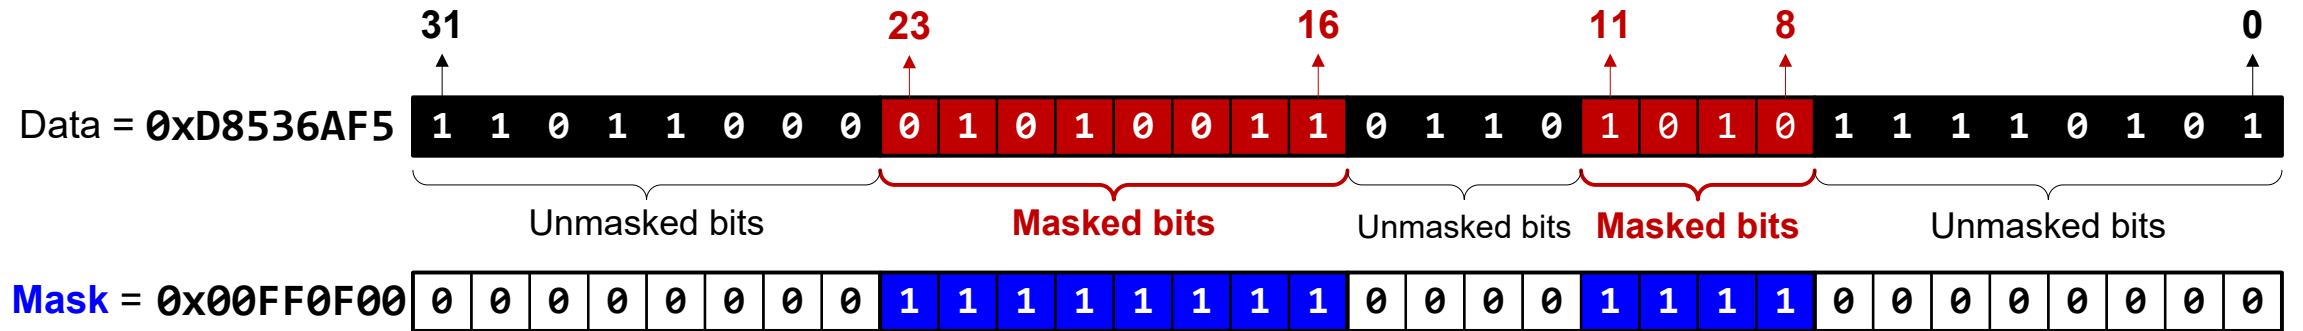 31 23 16 11 8 0
Data = 0xD8536AF5 1 1 0 1 1 0 0 0 0 1 0 1 0 0 1 1 0 1 1 0 1 0 1 0 1 1 1 1 0 1 0 1
Unmasked bits Masked bits Unmasked bits Masked bits Unmasked bits
Mask = 0x00FF0F00 0 0 0 0 0 0 0 0 1 1 1 1 1 1 1 1 0 0 0 0 1 1 1 1 0 0 0 0 0 0 0 0